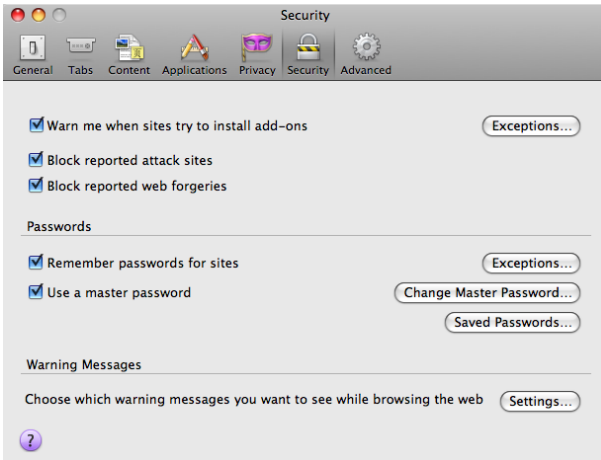 Security
General Tabs Content Applications Privacy Security Advanced
Warn me when sites try to install add-ons Exceptions...
Block reported attack sites
Block reported web forgeries
Passwords
Remember passwords for sites Exceptions...
Use a master password Change Master Password...
Saved Passwords...
Warning Messages
Choose which warning messages you want to see while browsing the web Settings...
?